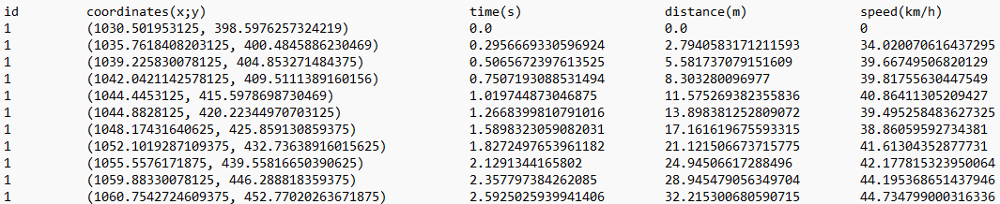 id coordinates(x;y) time(s) distance(m) speed(km/h)
1 (1030.501953125, 398.5976257324219) 0.0 0.0 0
1 (1035.7618408203125, 400.4845886230469) 0.2956669330596924 2.7940583171211593 34.020070616437295
1 (1039.225830078125, 404.853271484375) 0.5065672397613525 5.581737079151609 39.66749506820129
1 (1042.0421142578125, 409.5111389160156) 0.7507193088531494 8.303280096977 39.81755630447549
1 (1044.4453125, 415.5978698730469) 1.019744873046875 11.575269382355836 40.86411305209427
1 (1044.8828125, 420.22344970703125) 1.2668399810791016 13.898381252809072 39.495258483627325
1 (1048.17431640625, 425.859130859375) 1.5898323059082031 17.161619675593315 38.86059592734381
1 (1052.1019287109375, 432.73638916015625) 1.8272497653961182 21.121506673715775 41.61304352877731
1 (1055.5576171875, 439.55816650390625) 2.1291344165802 24.94506617288496 42.177815323950064
1 (1059.88330078125, 446.288818359375) 2.357797384262085 28.945479056349704 44.195368651437946
1 (1060.7542724609375, 452.77020263671875) 2.5925025939941406 32.215300680590715 44.734799000316336